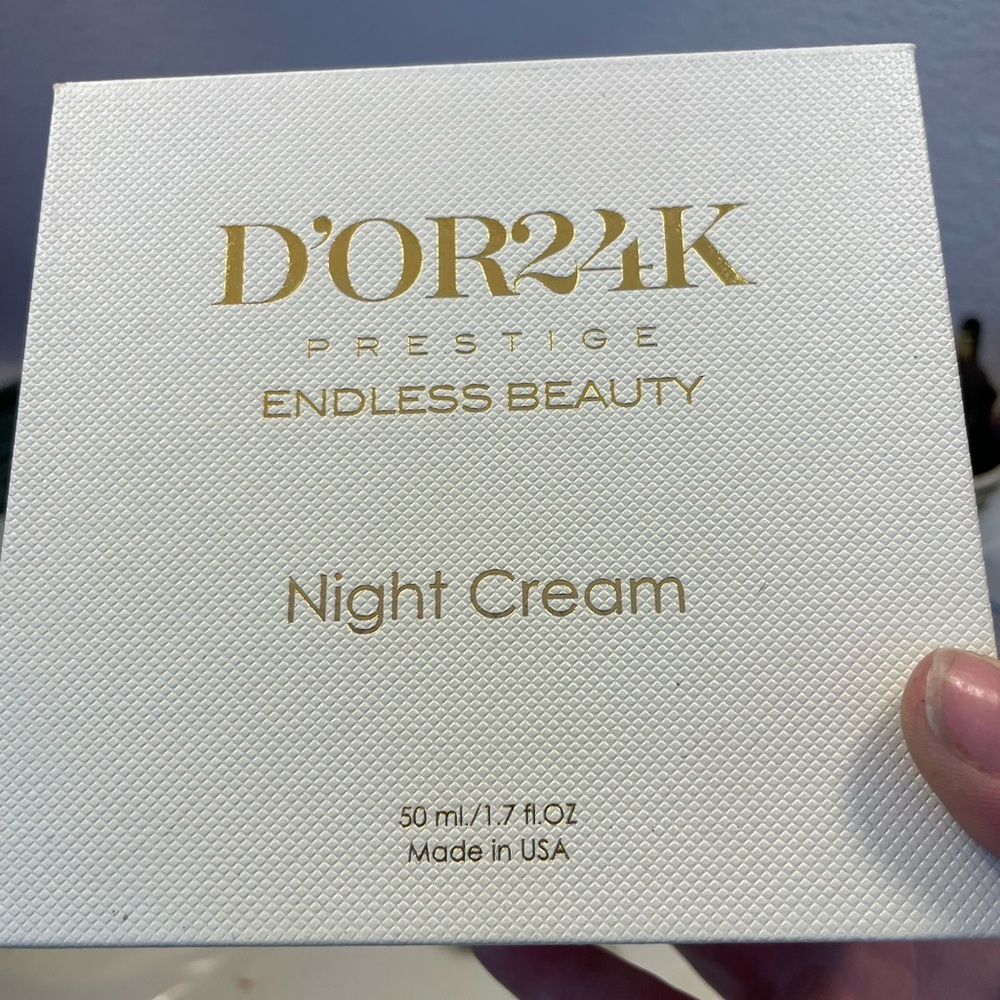 D'OR24K
PRESTIGE
ENDLESS BEAUTY
Night Cream
50 ml./1.7 fl.OZ
Made in USA